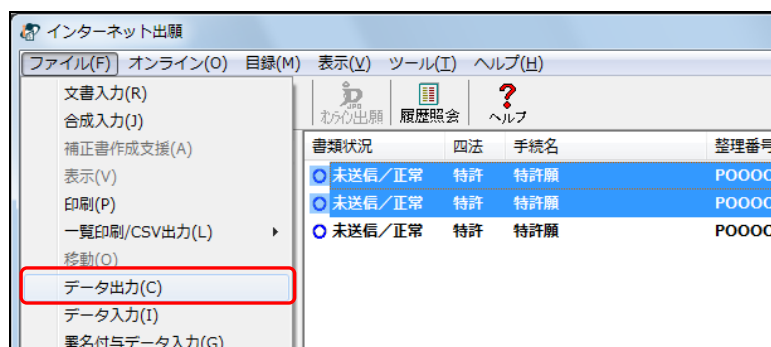 インターネット出願
ファイル(F) オンライン(O) 目録(M) 表示(V) ツール(T) ヘルプ(H)
文書入力(R)
合成入力(J)
補正書作成支援(A)
表示(V)
印刷(P)
一覧印刷/CSV出力(L)
移動(O)
データ出力(C)
データ入力(I)
署名付与データ入力(G)
オンライン出願 履歴照会 ヘルプ
書類状況 四法 手続名 整理番号
未送信/正常 特許 特許願 POOOO
未送信/正常 特許 特許願 POOOO
未送信/正常 特許 特許願 POOOO